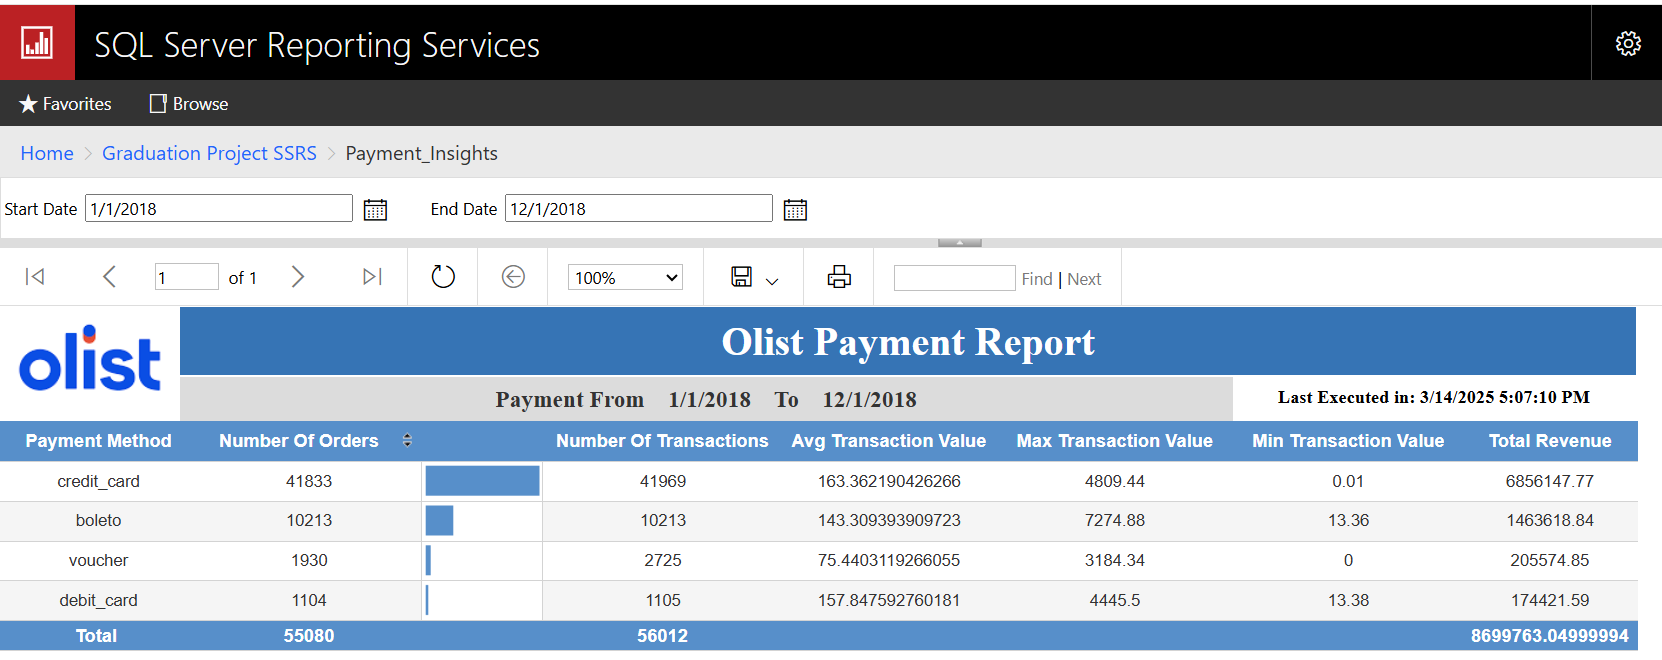 SQL Server Reporting Services
Favorites Browse
Home > Graduation Project SSRS > Payment_Insights
Start Date 1/1/2018 End Date 12/1/2018
1 of 1 100% Find | Next
olist
Olist Payment Report
Payment From 1/1/2018 To 12/1/2018
Last Executed in: 3/14/2025 5:07:10 PM
Payment Method Number Of Orders Number Of Transactions Avg Transaction Value Max Transaction Value Min Transaction Value Total Revenue
credit_card 41833 41969 163.362190426266 4809.44 0.01 6856147.77
boleto 10213 10213 143.309393909723 7274.88 13.36 1463618.84
voucher 1930 2725 75.4403119266055 3184.34 0 205574.85
debit_card 1104 1105 157.847592760181 4445.5 13.38 174421.59
Total 55080 56012 8699763.04999994